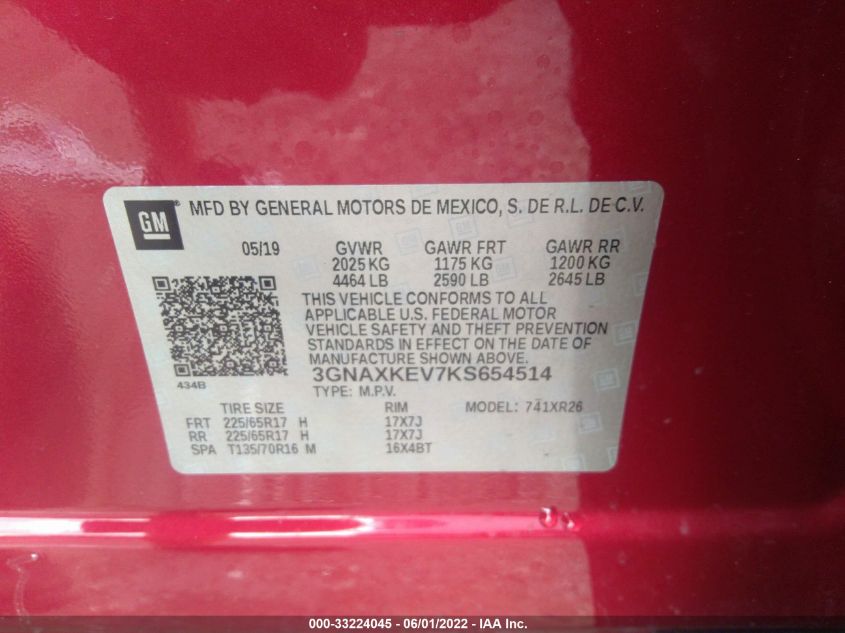 GM
MFD BY GENERAL MOTORS DE MEXICO, S. DE R.L. DE C.V.
05/19 GVWR GAWR FRT GAWR RR
2025 KG 1175 KG 1200 KG
4464 LB 2590 LB 2645 LB
THIS VEHICLE CONFORMS TO ALL
APPLICABLE U.S. FEDERAL MOTOR
VEHICLE SAFETY AND THEFT PREVENTION
STANDARDS IN EFFECT ON THE DATE OF
MANUFACTURE SHOWN ABOVE.
434B
3GNAXKEV7KS654514
TYPE: M.P.V.
TIRE SIZE RIM MODEL: 741XR26
FRT 225/65R17 H 17X7J
RR 225/65R17 H 17X7J
SPA T135/70R16 M 16X4BT
000-33224045 - 06/01/2022 - IAA Inc.